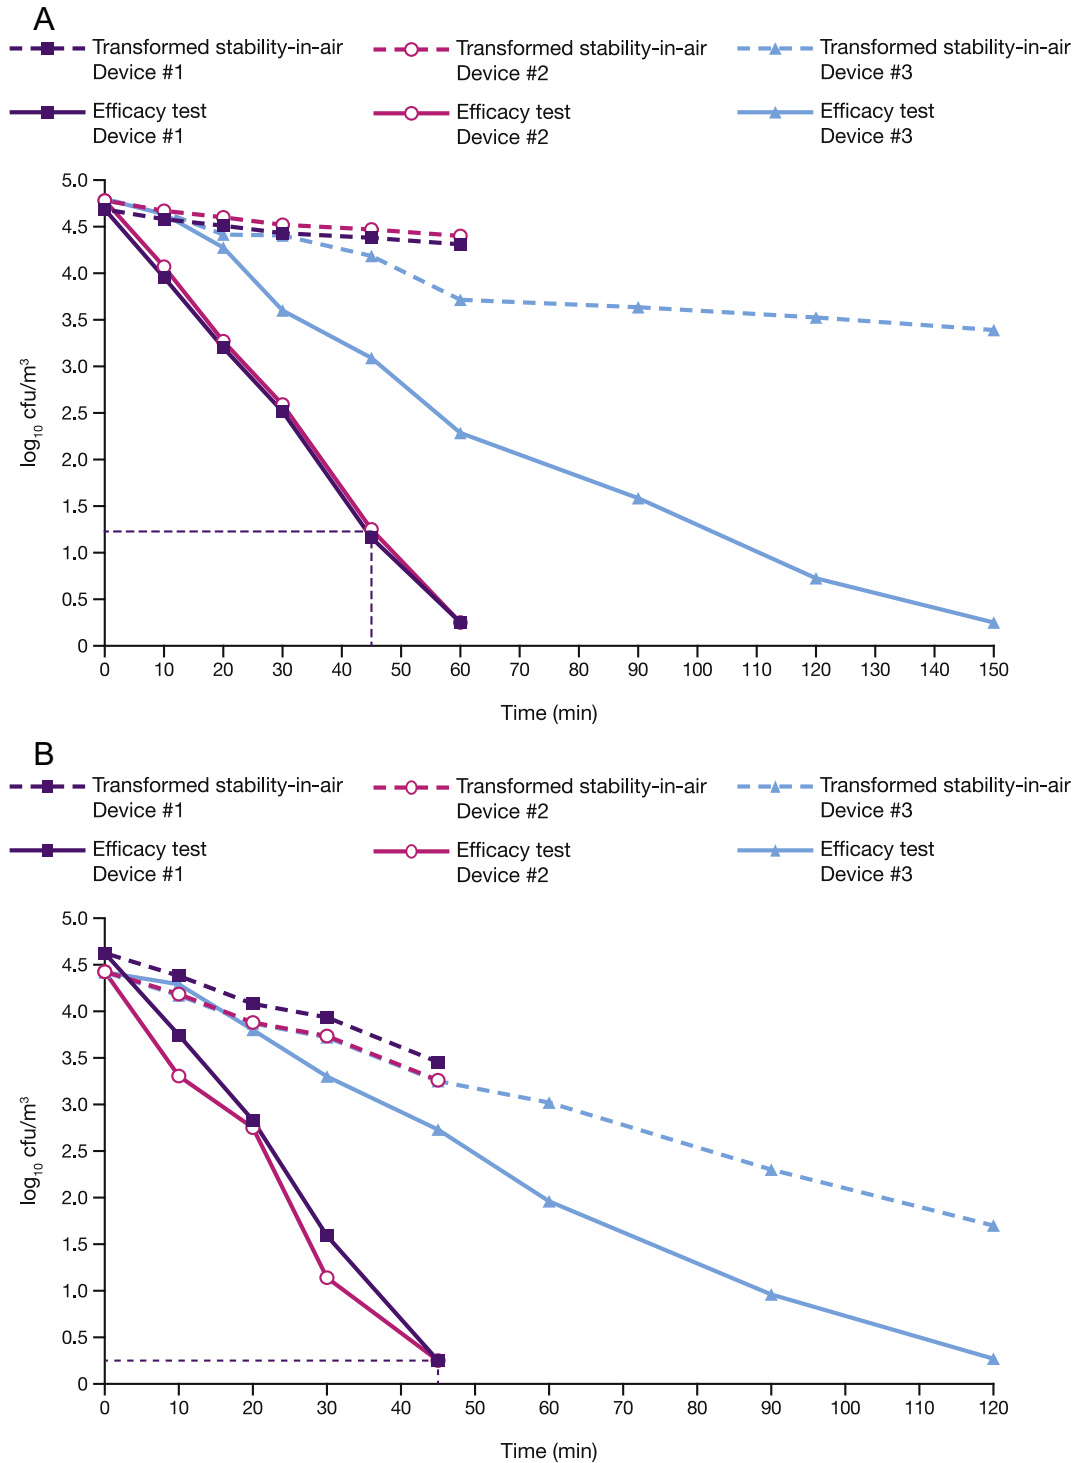 A
Transformed stability-in-air
Device #1
Transformed stability-in-air
Device #2
Transformed stability-in-air
Device #3
Efficacy test
Device #1
Efficacy test
Device #2
Efficacy test
Device #3
5.0
4.5
4.0
3.5
3.0
2.5
2.0
1.5
1.0
0.5
0
log₁₀ cfu/m³
0 10 20 30 40 50 60 70 80 90 100 110 120 130 140 150
Time (min)
B
Transformed stability-in-air
Device #1
Transformed stability-in-air
Device #2
Transformed stability-in-air
Device #3
Efficacy test
Device #1
Efficacy test
Device #2
Efficacy test
Device #3
5.0
4.5
4.0
3.5
3.0
2.5
2.0
1.5
1.0
0.5
0
log₁₀ cfu/m³
0 10 20 30 40 50 60 70 80 90 100 110 120
Time (min)